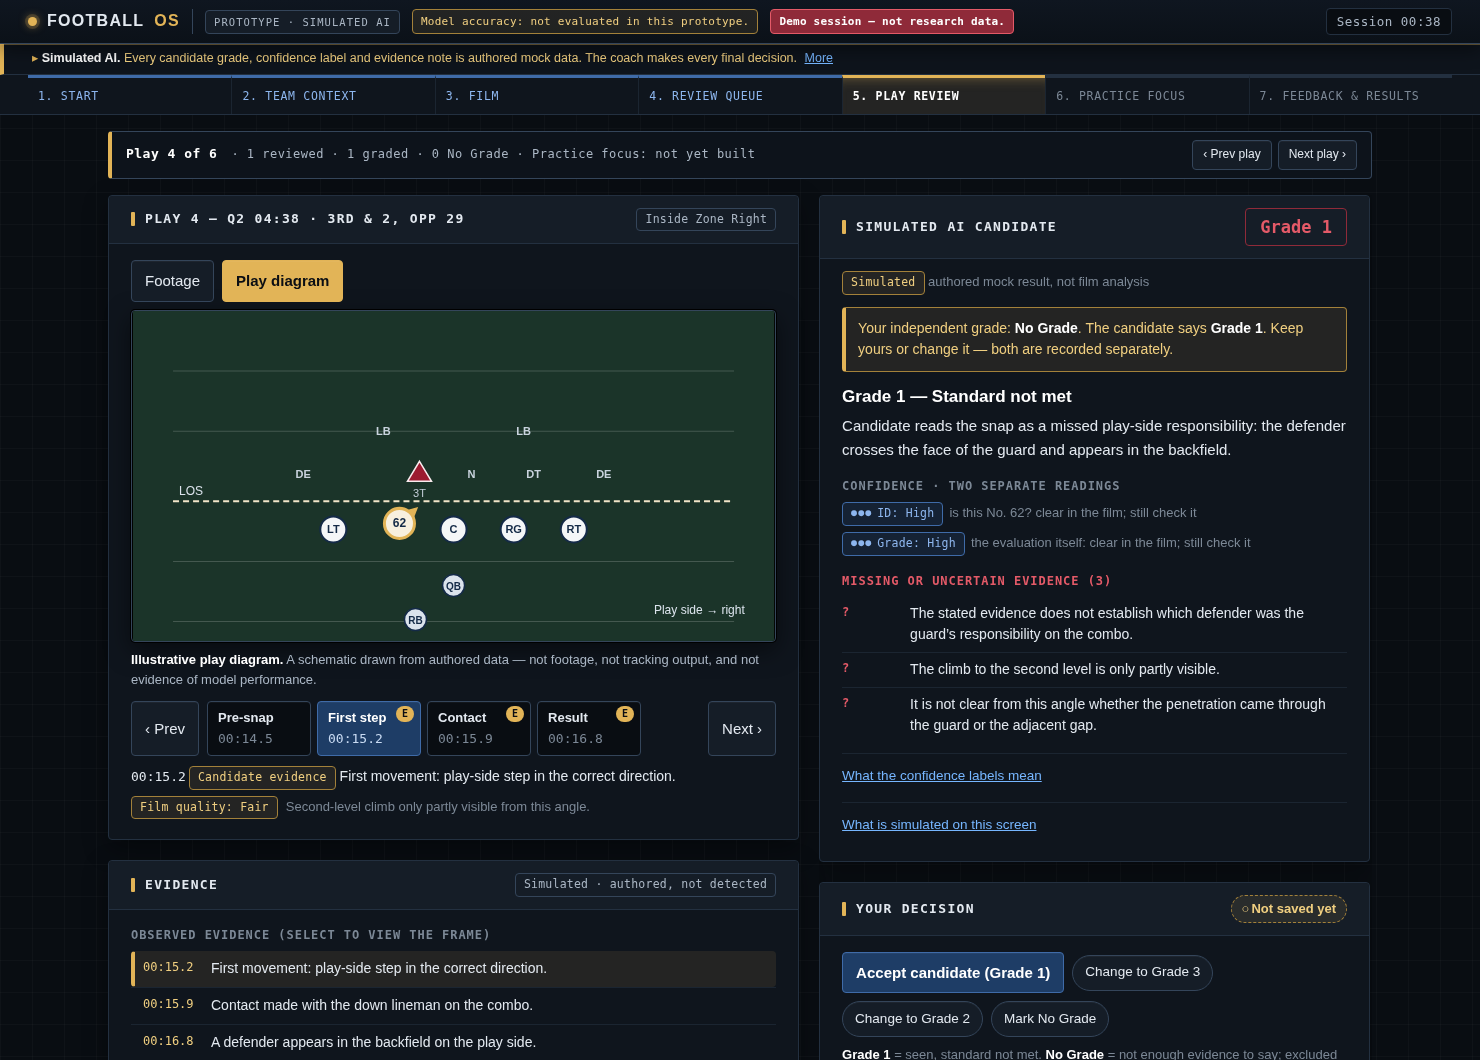 FOOTBALL OS
PROTOTYPE · SIMULATED AI
Model accuracy: not evaluated in this prototype.
Demo session — not research data.
Session 00:38
▸ Simulated AI. Every candidate grade, confidence label and evidence note is authored mock data. The coach makes every final decision. More
1. START
2. TEAM CONTEXT
3. FILM
4. REVIEW QUEUE
5. PLAY REVIEW
6. PRACTICE FOCUS
7. FEEDBACK & RESULTS
Play 4 of 6 · 1 reviewed · 1 graded · 0 No Grade · Practice focus: not yet built
‹ Prev play
Next play ›
PLAY 4 — Q2 04:38 · 3RD & 2, OPP 29
Inside Zone Right
Footage
Play diagram
LB LB
DE N DT DE
3T
LOS
LT 62 C RG RT
QB
RB
Play side → right
Illustrative play diagram. A schematic drawn from authored data — not footage, not tracking output, and not
evidence of model performance.
‹ Prev
Pre-snap
00:14.5
First step E
00:15.2
Contact E
00:15.9
Result E
00:16.8
Next ›
00:15.2 Candidate evidence First movement: play-side step in the correct direction.
Film quality: Fair Second-level climb only partly visible from this angle.
EVIDENCE
Simulated · authored, not detected
OBSERVED EVIDENCE (SELECT TO VIEW THE FRAME)
00:15.2 First movement: play-side step in the correct direction.
00:15.9 Contact made with the down lineman on the combo.
00:16.8 A defender appears in the backfield on the play side.
SIMULATED AI CANDIDATE
Grade 1
Simulated authored mock result, not film analysis
Your independent grade: No Grade. The candidate says Grade 1. Keep
yours or change it — both are recorded separately.
Grade 1 — Standard not met
Candidate reads the snap as a missed play-side responsibility: the defender
crosses the face of the guard and appears in the backfield.
CONFIDENCE · TWO SEPARATE READINGS
●●● ID: High is this No. 62? clear in the film; still check it
●●● Grade: High the evaluation itself: clear in the film; still check it
MISSING OR UNCERTAIN EVIDENCE (3)
? The stated evidence does not establish which defender was the
guard’s responsibility on the combo.
? The climb to the second level is only partly visible.
? It is not clear from this angle whether the penetration came through
the guard or the adjacent gap.
What the confidence labels mean
What is simulated on this screen
YOUR DECISION
○ Not saved yet
Accept candidate (Grade 1)
Change to Grade 3
Change to Grade 2
Mark No Grade
Grade 1 = seen, standard not met. No Grade = not enough evidence to say; excluded